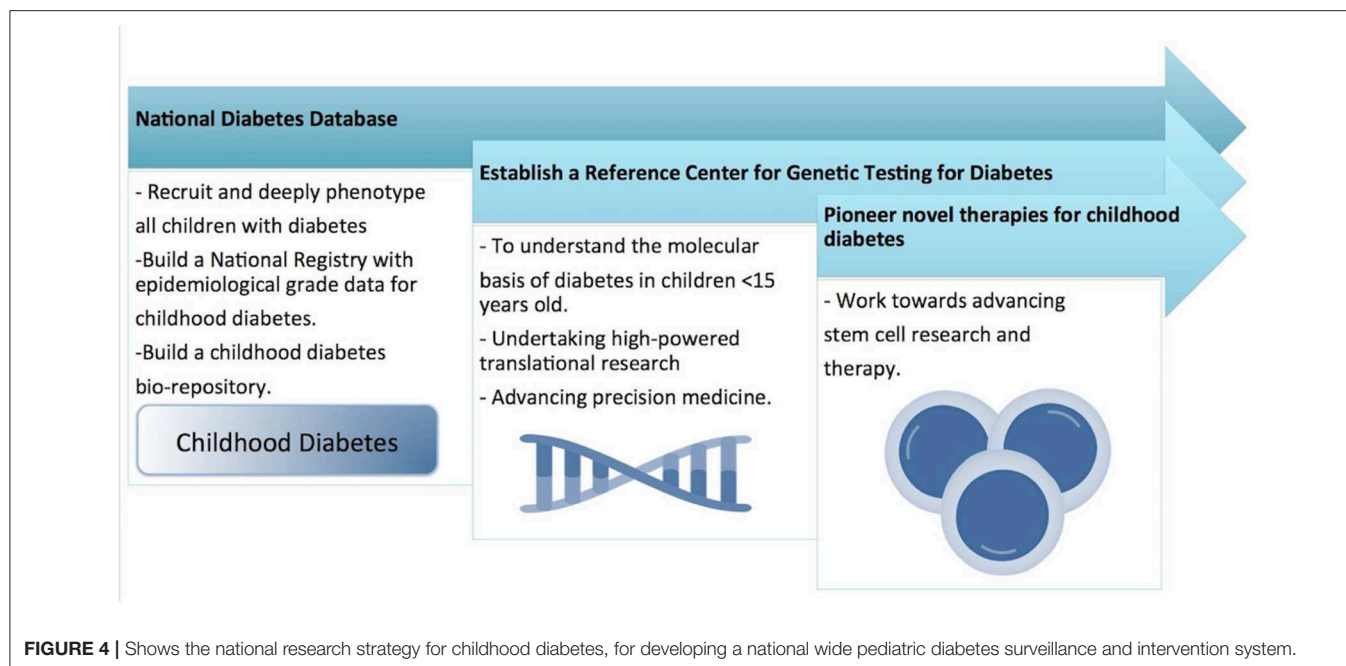 National Diabetes Database
- Recruit and deeply phenotype
all children with diabetes
-Build a National Registry with
epidemiological grade data for
childhood diabetes.
-Build a childhood diabetes
bio-repository.
Childhood Diabetes
Establish a Reference Center for Genetic Testing for Diabetes
- To understand the molecular
basis of diabetes in children <15
years old.
- Undertaking high-powered
translational research
- Advancing precision medicine.
Pioneer novel therapies for childhood
diabetes
- Work towards advancing
stem cell research and
therapy.
FIGURE 4 | Shows the national research strategy for childhood diabetes, for developing a national wide pediatric diabetes surveillance and intervention system.